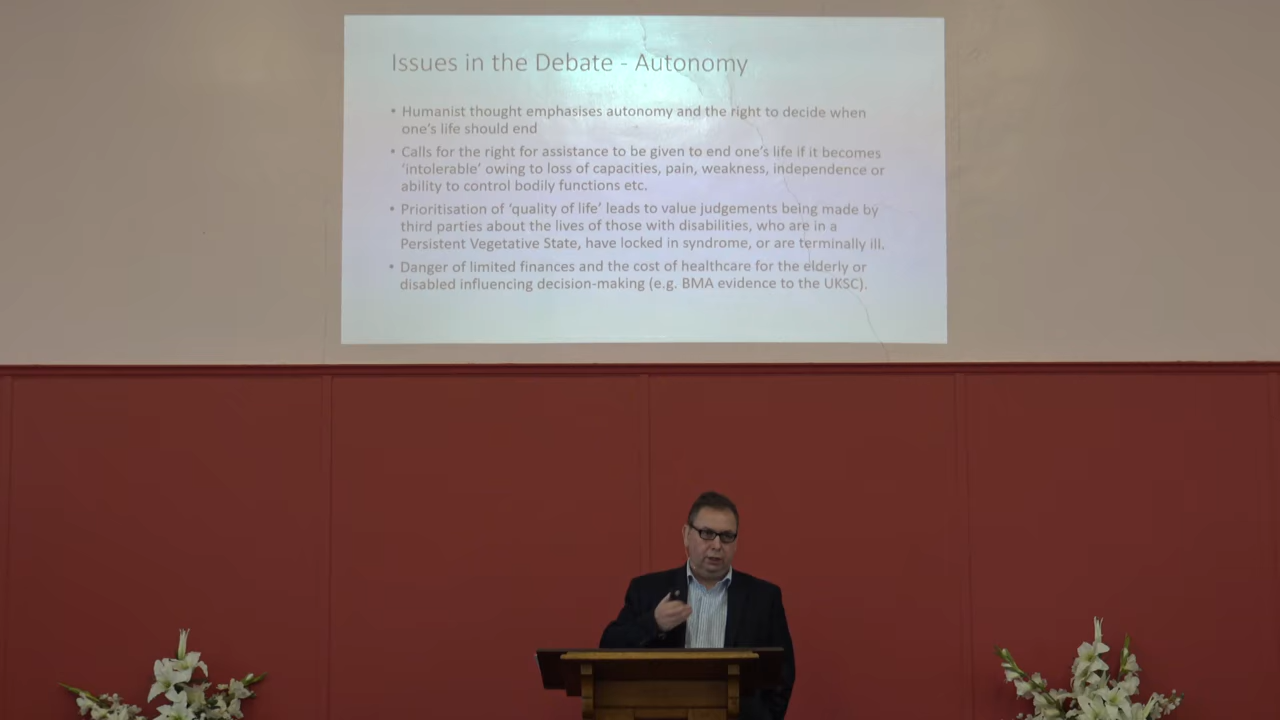 Issues in the Debate - Autonomy
• Humanist thought emphasises autonomy and the right to decide when
one's life should end
• Calls for the right for assistance to be given to end one's life if it becomes
'intolerable' owing to loss of capacities, pain, weakness, independence or
ability to control bodily functions etc.
• Prioritisation of 'quality of life' leads to value judgements being made by
third parties about the lives of those with disabilities, who are in a
Persistent Vegetative State, have locked in syndrome, or are terminally ill.
• Danger of limited finances and the cost of healthcare for the elderly or
disabled influencing decision-making (e.g. BMA evidence to the UKSC).